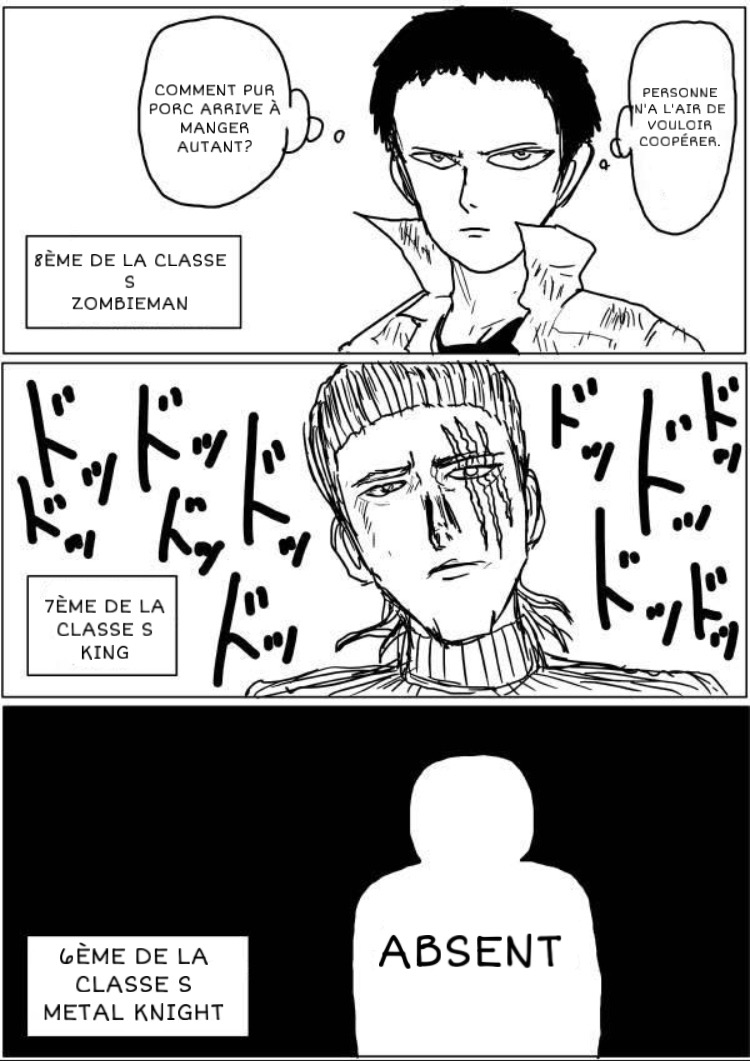 PERSONNE
N'A L'AIR DE
VOULOIR
COOPÉRER.
COMMENT PUR
PORC ARRIVE À
MANGER
AUTANT?
8ÈME DE LA CLASSE
S
ZOMBIEMAN
ドッ
ドッ
ドッ
ドッ
ドッ
ドッ
ドッ
ドッ
ドッ
ドッ
ドッ
ドッ
7ÈME DE LA
CLASSE S
KING
ABSENT
6ÈME DE LA
CLASSE S
METAL KNIGHT